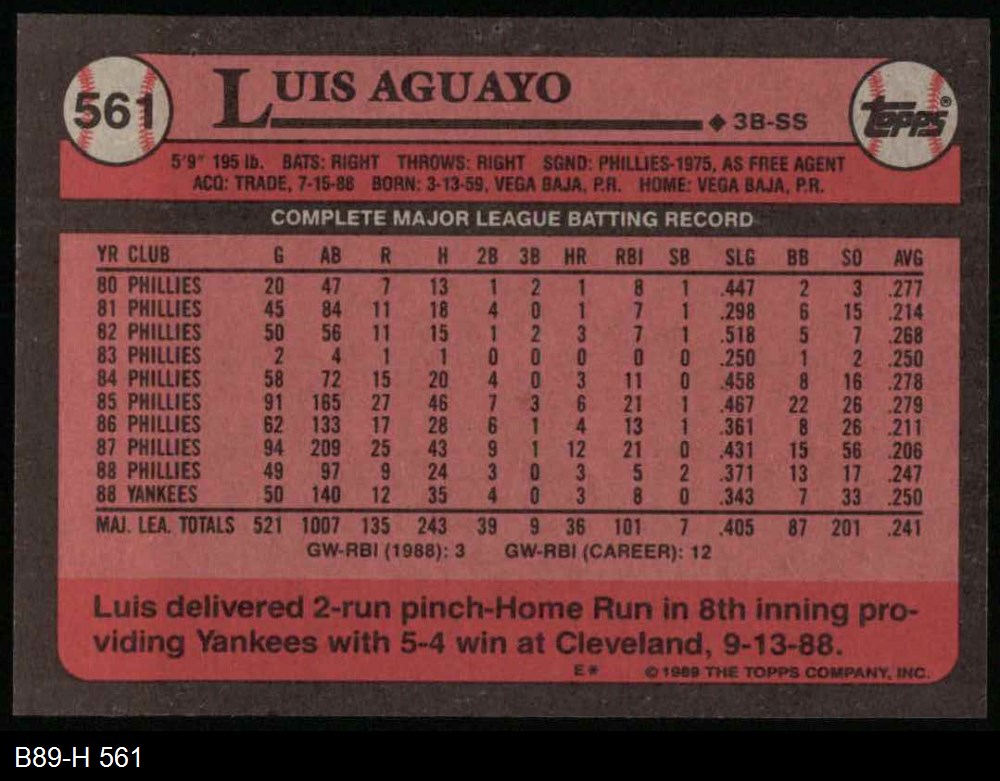 561
LUIS AGUAYO
◆ 3B-SS
TOPPS®
5'9" 195 lb. BATS: RIGHT THROWS: RIGHT SGND: PHILLIES-1975, AS FREE AGENT
ACQ: TRADE, 7-15-88 BORN: 3-13-59, VEGA BAJA, P.R. HOME: VEGA BAJA, P.R.
COMPLETE MAJOR LEAGUE BATTING RECORD
YR CLUB G AB R H 2B 3B HR RBI SB SLG BB SO AVG
80 PHILLIES 20 47 7 13 1 2 1 8 1 .447 2 3 .277
81 PHILLIES 45 84 11 18 4 0 1 7 1 .298 6 15 .214
82 PHILLIES 50 56 11 15 1 2 3 7 1 .518 5 7 .268
83 PHILLIES 2 4 1 1 0 0 0 0 0 .250 1 2 .250
84 PHILLIES 58 72 15 20 4 0 3 11 0 .458 8 16 .278
85 PHILLIES 91 165 27 46 7 3 6 21 1 .467 22 26 .279
86 PHILLIES 62 133 17 28 6 1 4 13 1 .361 8 26 .211
87 PHILLIES 94 209 25 43 9 1 12 21 0 .431 15 56 .206
88 PHILLIES 49 97 9 24 3 0 3 5 2 .371 13 17 .247
88 YANKEES 50 140 12 35 4 0 3 8 0 .343 7 33 .250
MAJ. LEA. TOTALS 521 1007 135 243 39 9 36 101 7 .405 87 201 .241
GW-RBI (1988): 3 GW-RBI (CAREER): 12
Luis delivered 2-run pinch-Home Run in 8th inning pro-
viding Yankees with 5-4 win at Cleveland, 9-13-88.
E* © 1989 THE TOPPS COMPANY, INC.
B89-H 561